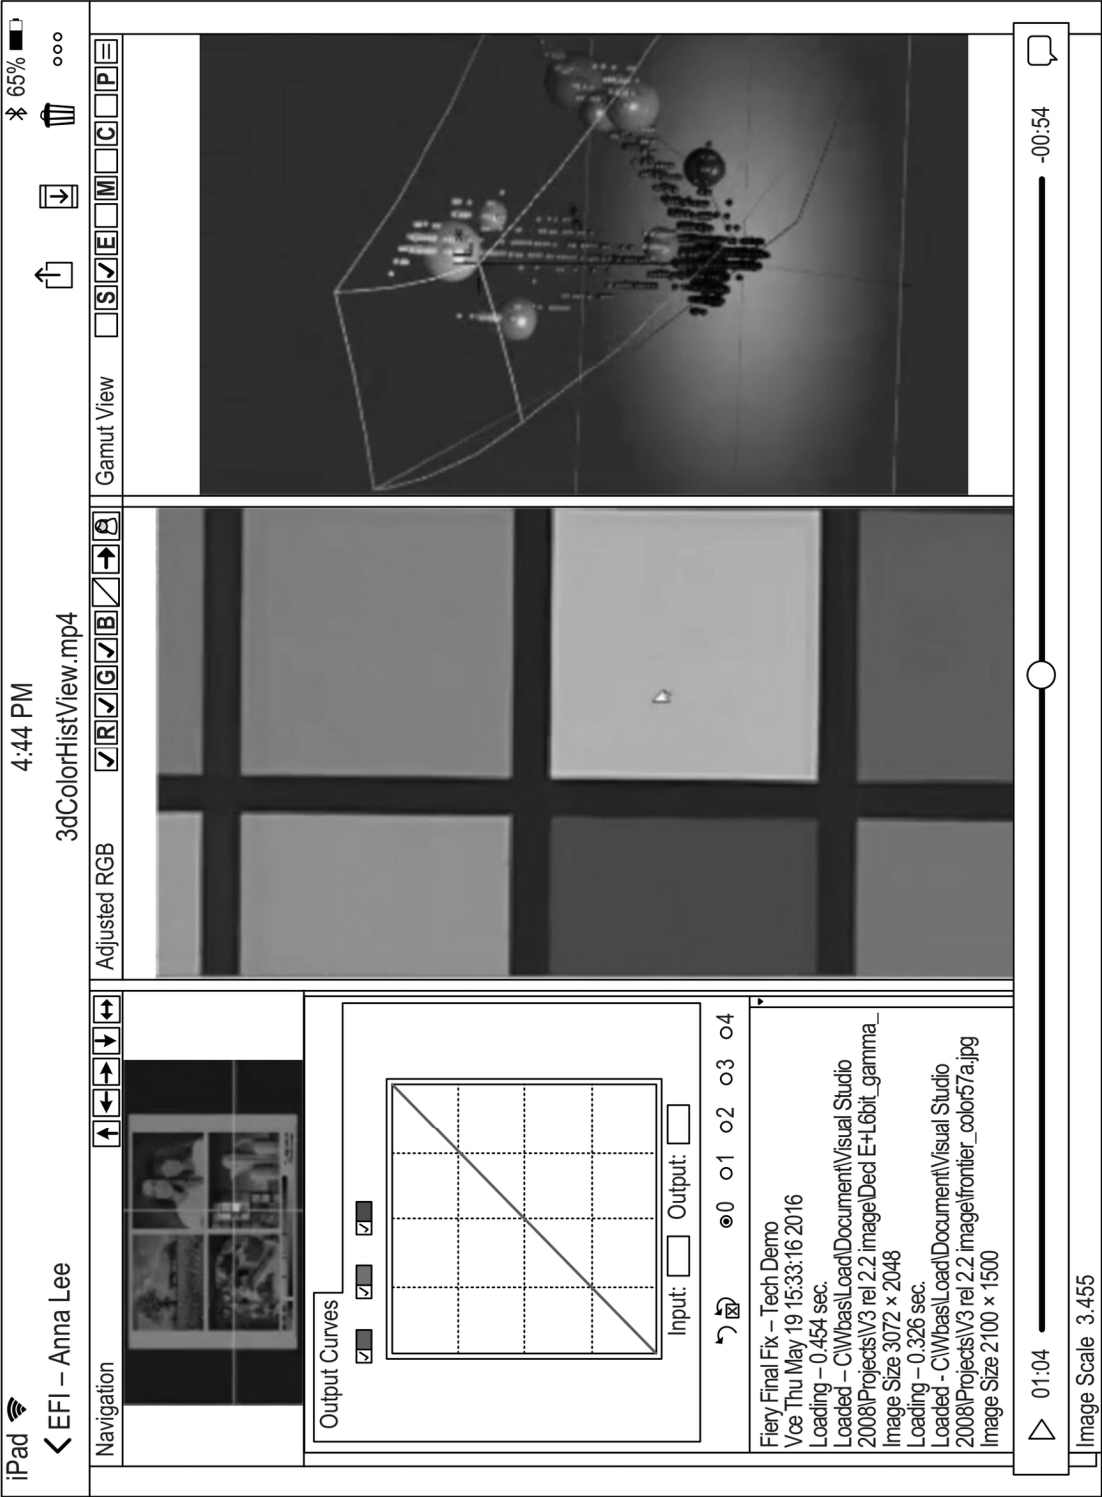 iPad 4:44 PM 65%
EFI – Anna Lee 3dColorHistView.mp4
Navigation
Adjusted RGB R G B
Gamut View S E M C P
Output Curves
Input: Output:
0 1 2 3 4
Fiery Final Fix – Tech Demo
Vce Thu May 19 15:33:16 2016
Loading – 0.454 sec.
Loaded – C\Wbas\Load\Document\Visual Studio
2008\Projects\V3 rel 2.2 image\Ded E+L6bit_gamma_
Image Size 3072 × 2048
Loading – 0.326 sec.
Loaded - C\Wbas\Load\Document\Visual Studio
2008\Projects\V3 rel 2.2 image\frontier_color57a.jpg
Image Size 2100 × 1500
01:04 -00:54
Image Scale 3.455